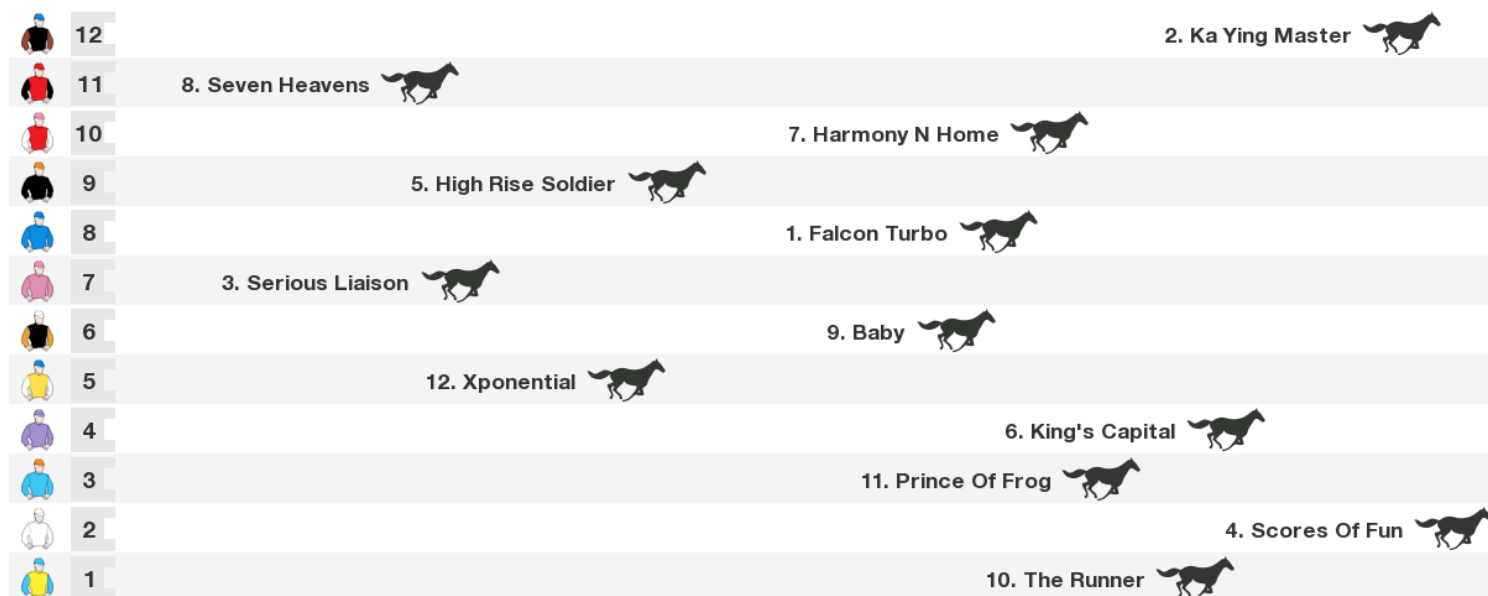 12 2. Ka Ying Master
11 8. Seven Heavens
10 7. Harmony N Home
9 5. High Rise Soldier
8 1. Falcon Turbo
7 3. Serious Liaison
6 9. Baby
5 12. Xponential
4 6. King's Capital
3 11. Prince Of Frog
2 4. Scores Of Fun
1 10. The Runner